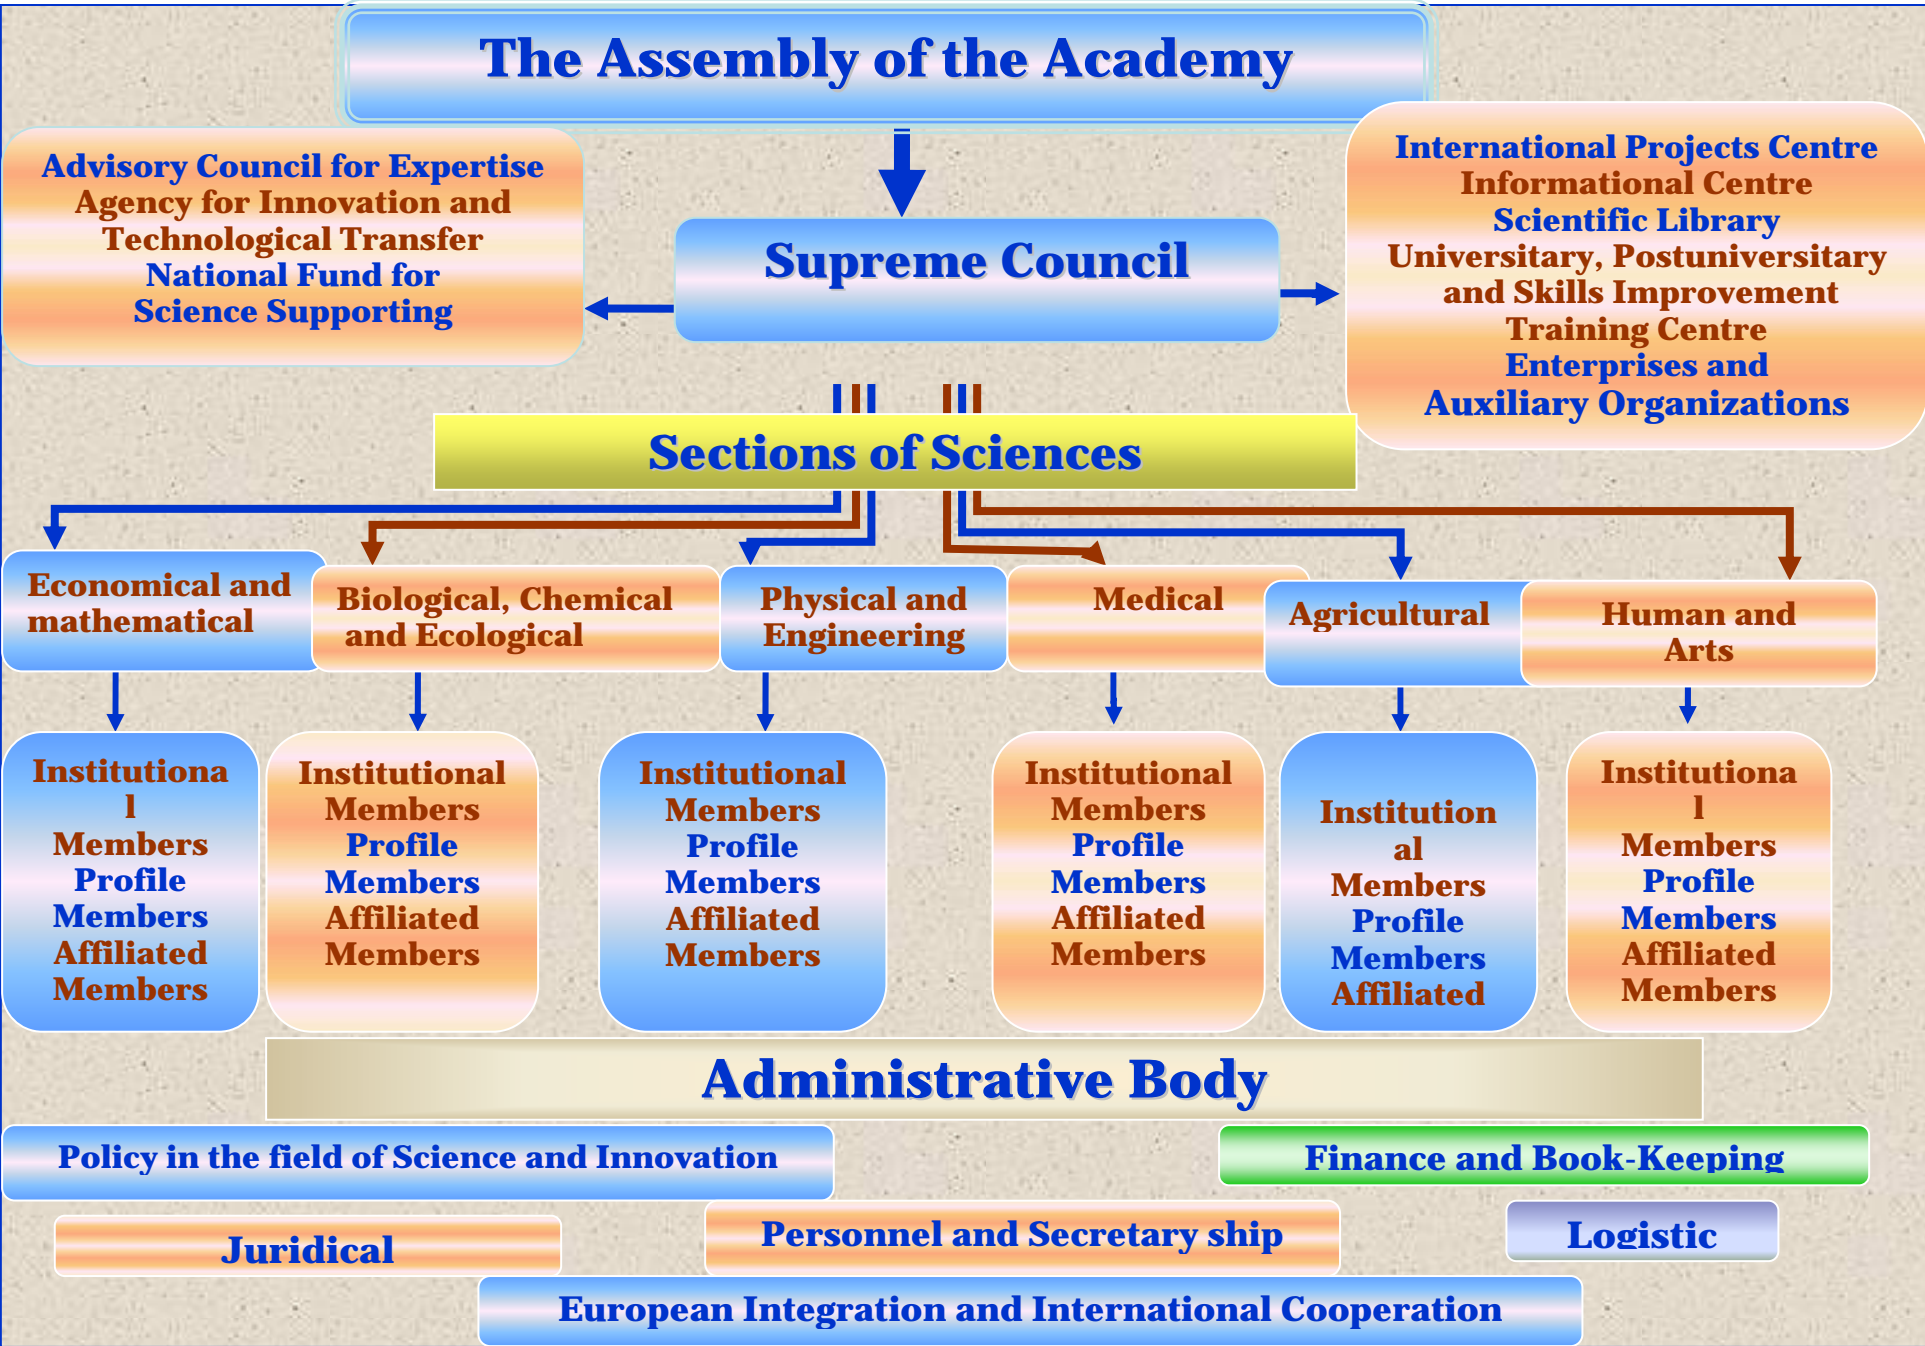 The Assembly of the Academy
Advisory Council for Expertise
Agency for Innovation and
Technological Transfer
National Fund for
Science Supporting
Supreme Council
International Projects Centre
Informational Centre
Scientific Library
Universitary, Postuniversitary
and Skills Improvement
Training Centre
Enterprises and
Auxiliary Organizations
Sections of Sciences
Economical and
mathematical
Biological, Chemical
and Ecological
Physical and
Engineering
Medical
Agricultural
Human and
Arts
Institutiona
l
Members
Profile
Members
Affiliated
Members
Institutional
Members
Profile
Members
Affiliated
Members
Institutional
Members
Profile
Members
Affiliated
Members
Institutional
Members
Profile
Members
Affiliated
Members
Institution
al
Members
Profile
Members
Affiliated
Institutiona
l
Members
Profile
Members
Affiliated
Members
Administrative Body
Policy in the field of Science and Innovation
Finance and Book-Keeping
Juridical
Personnel and Secretary ship
Logistic
European Integration and International Cooperation